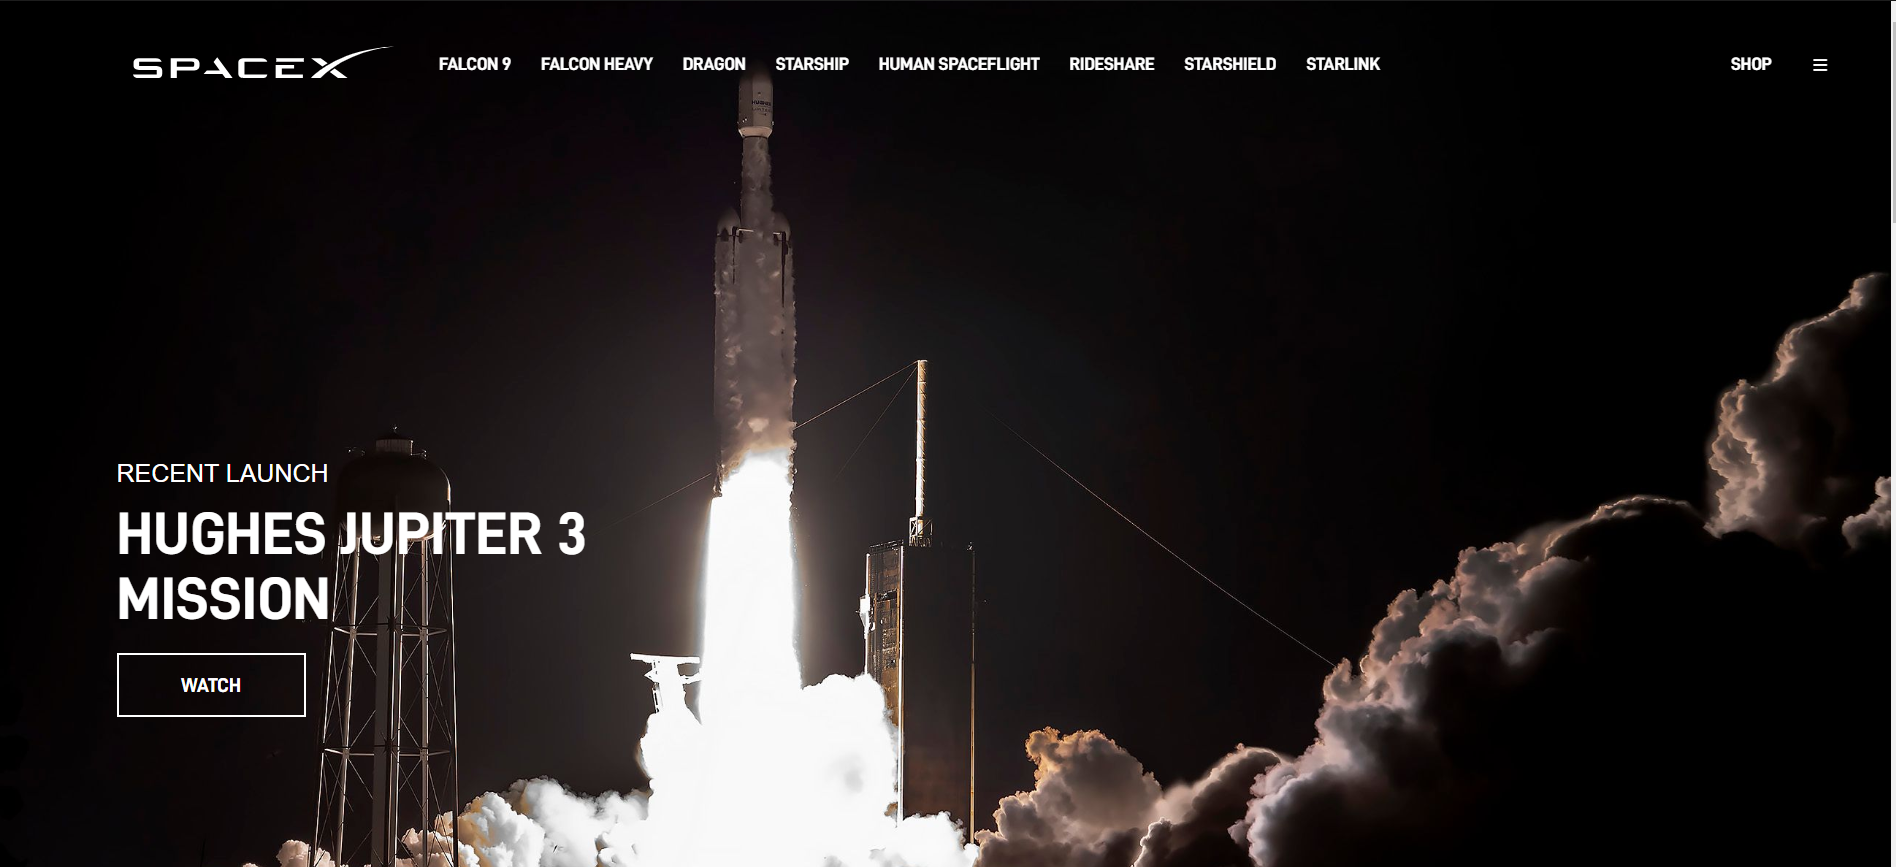 SPACEX
FALCON 9 FALCON HEAVY DRAGON STARSHIP HUMAN SPACEFLIGHT RIDESHARE STARSHIELD STARLINK SHOP
HUGHES
RECENT LAUNCH
HUGHES JUPITER 3
MISSION
WATCH